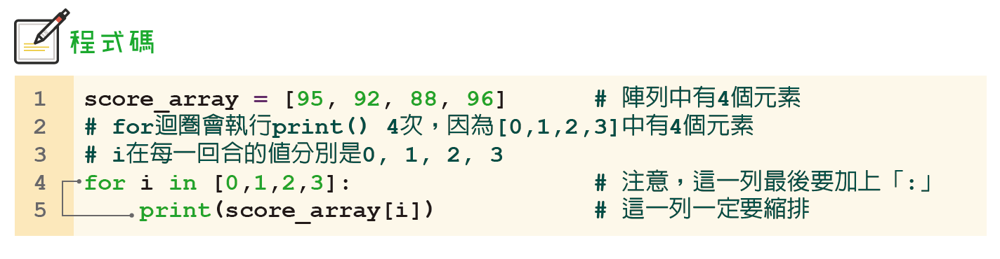 程式碼
1 score_array = [95, 92, 88, 96] # 陣列中有4個元素
2 # for迴圈會執行print() 4次，因為[0,1,2,3]中有4個元素
3 # i在每一回合的值分別是0, 1, 2, 3
4 for i in [0,1,2,3]: # 注意，這一列最後要加上「:」
5 print(score_array[i]) # 這一列一定要縮排